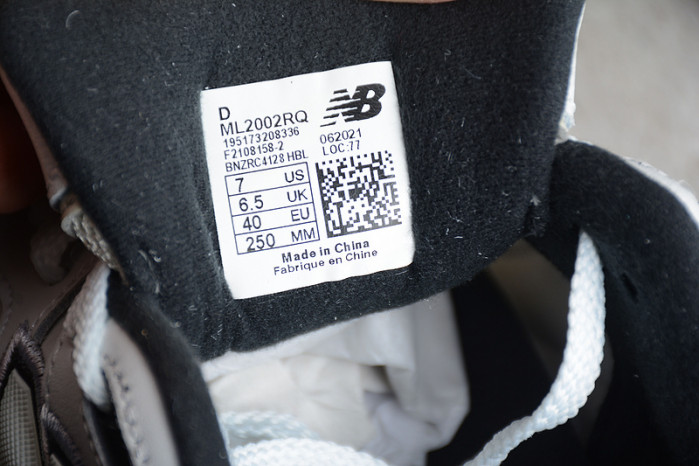 D
ML2002RQ
195173208336
F2108158-2
BNZRC4128 HBL
NB
062021
LOC:77
7 US
6.5 UK
40 EU
250 MM
Made in China
Fabrique en Chine